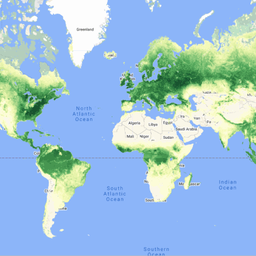 Greenland
North
Atlantic
Ocean
Algeria
Libya
Egypt
Saudi Arabia
Mali
Niger
Sudan
South
Atlantic
Ocean
Indian
Ocean
Southern
Ocean